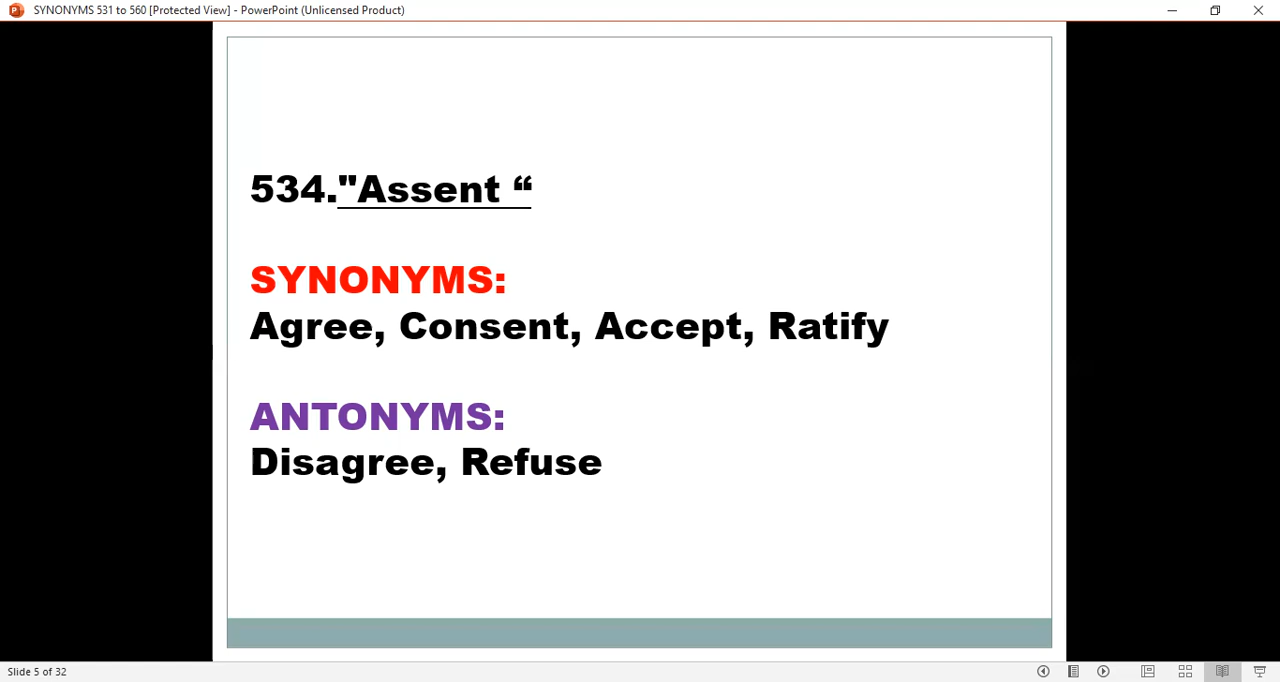 SYNONYMS 531 to 560 [Protected View] - PowerPoint (Unlicensed Product)
534."Assent “
SYNONYMS:
Agree, Consent, Accept, Ratify
ANTONYMS:
Disagree, Refuse
Slide 5 of 32